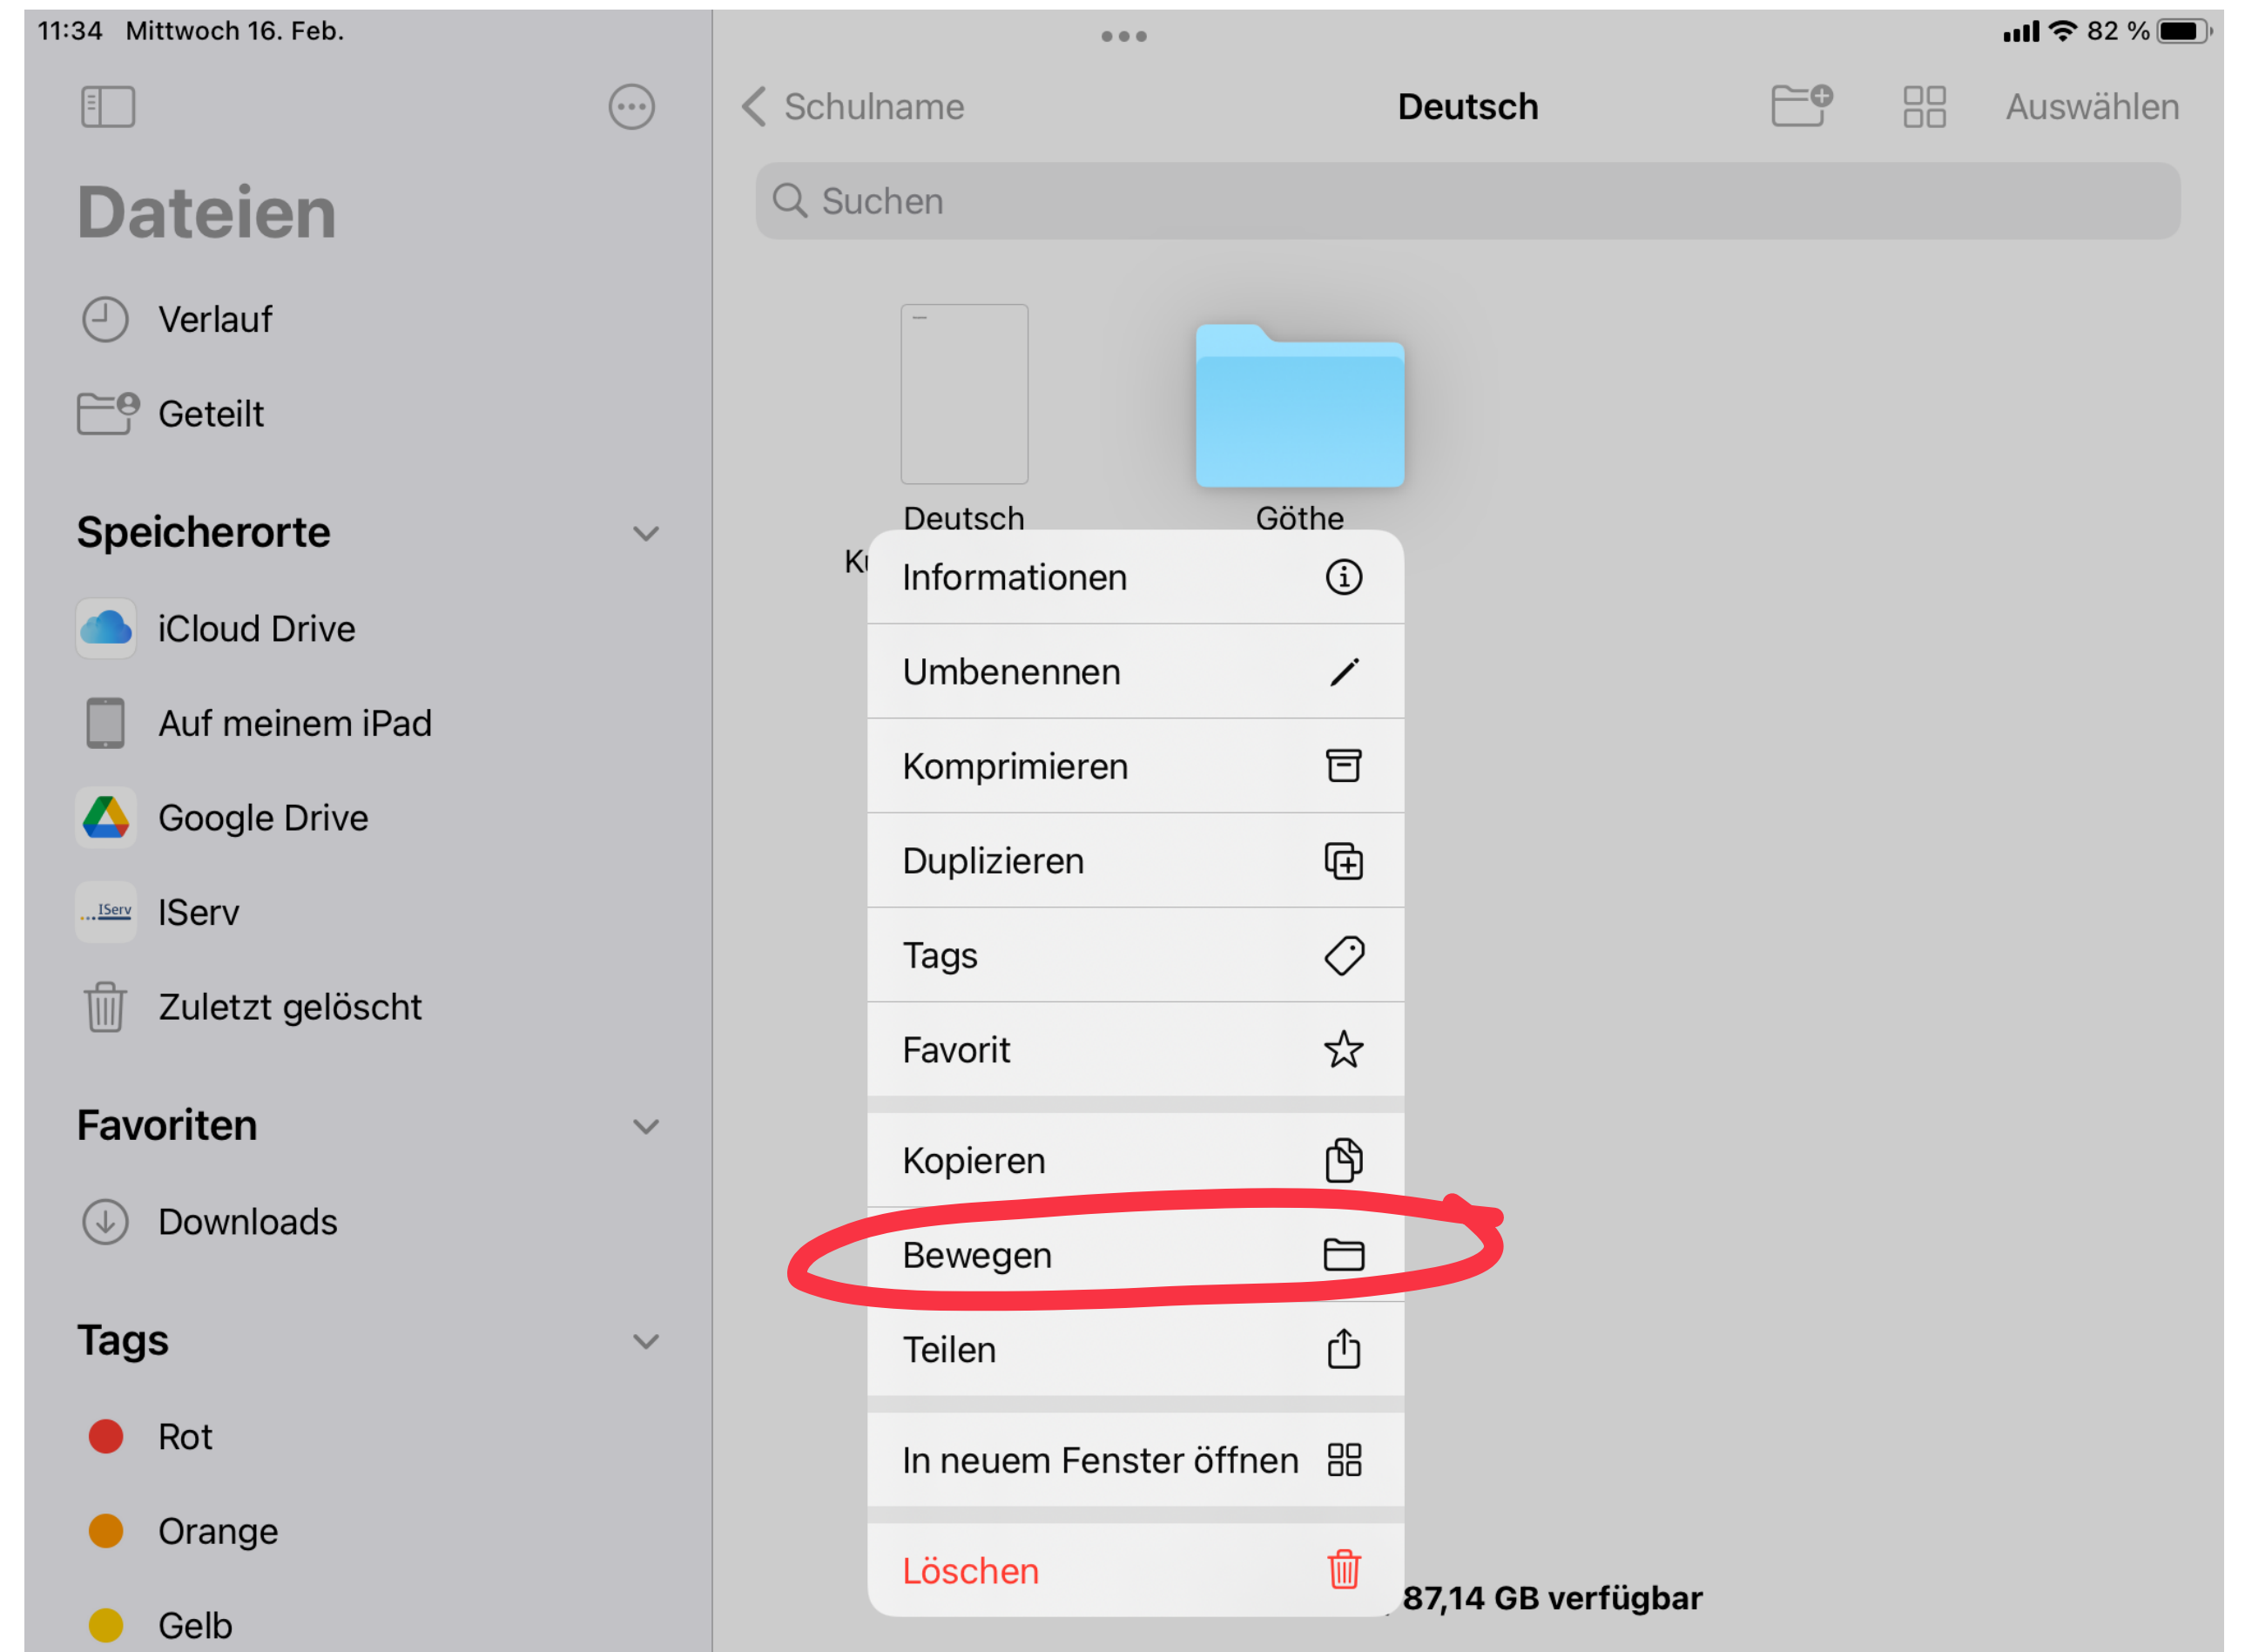 11:34 Mittwoch 16. Feb.
82 %
Dateien
Verlauf
Geteilt
Speicherorte
iCloud Drive
Auf meinem iPad
Google Drive
IServ
IServ
Zuletzt gelöscht
Favoriten
Downloads
Tags
Rot
Orange
Gelb
Schulname
Deutsch
Auswählen
Suchen
Deutsch
Göthe
Informationen
Umbenennen
Komprimieren
Duplizieren
Tags
Favorit
Kopieren
Bewegen
Teilen
In neuem Fenster öffnen
Löschen
87,14 GB verfügbar